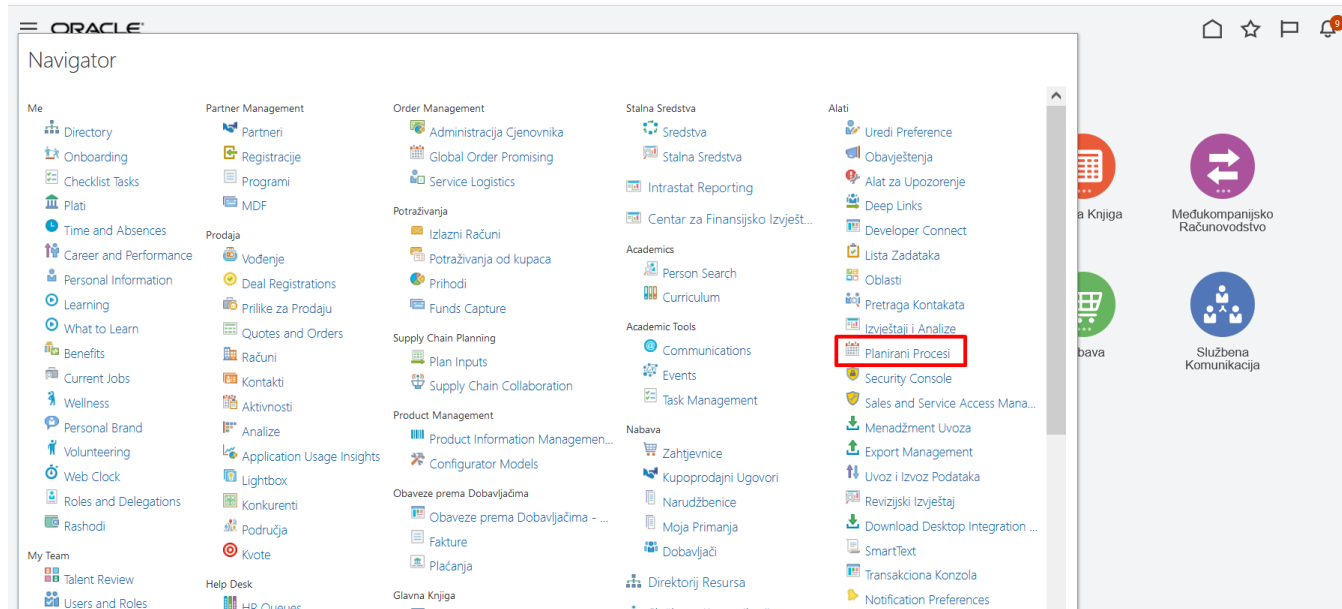 ORACLE
9
Navigator
Me
Directory
Onboarding
Checklist Tasks
Plati
Time and Absences
Career and Performance
Personal Information
Learning
What to Learn
Benefits
Current Jobs
Wellness
Personal Brand
Volunteering
Web Clock
Roles and Delegations
Rashodi
My Team
Talent Review
Users and Roles
Partner Management
Partneri
Registracije
Programi
MDF
Prodaja
Vođenje
Deal Registrations
Prilike za Prodaju
Quotes and Orders
Računi
Kontakti
Aktivnosti
Analize
Application Usage Insights
Lightbox
Konkurenti
Područja
Kvote
Help Desk
HR Queues
Order Management
Administracija Cjenovnika
Global Order Promising
Service Logistics
Potraživanja
Izlazni Računi
Potraživanja od kupaca
Prihodi
Funds Capture
Supply Chain Planning
Plan Inputs
Supply Chain Collaboration
Product Management
Product Information Managemen...
Configurator Models
Obaveze prema Dobavljačima
Obaveze prema Dobavljačima - ...
Fakture
Plaćanja
Glavna Knjiga
Stalna Sredstva
Sredstva
Stalna Sredstva
Intrastat Reporting
Centar za Finansijsko Izvješt...
Academics
Person Search
Curriculum
Academic Tools
Communications
Events
Task Management
Nabava
Zahtjevnice
Kupoprodajni Ugovori
Narudžbenice
Moja Primanja
Dobavljači
Direktorij Resursa
Alati
Uredi Preference
Obavještenja
Alat za Upozorenje
Deep Links
Developer Connect
Lista Zadataka
Oblasti
Pretraga Kontakata
Izvještaji i Analize
Planirani Procesi
Security Console
Sales and Service Access Mana...
Menadžment Uvoza
Export Management
Uvoz i Izvoz Podataka
Revizijski Izvještaj
Download Desktop Integration ...
SmartText
Transakciona Konzola
Notification Preferences
a Knjiga
Međukompanijsko
Računovodstvo
bava
Službena
Komunikacija